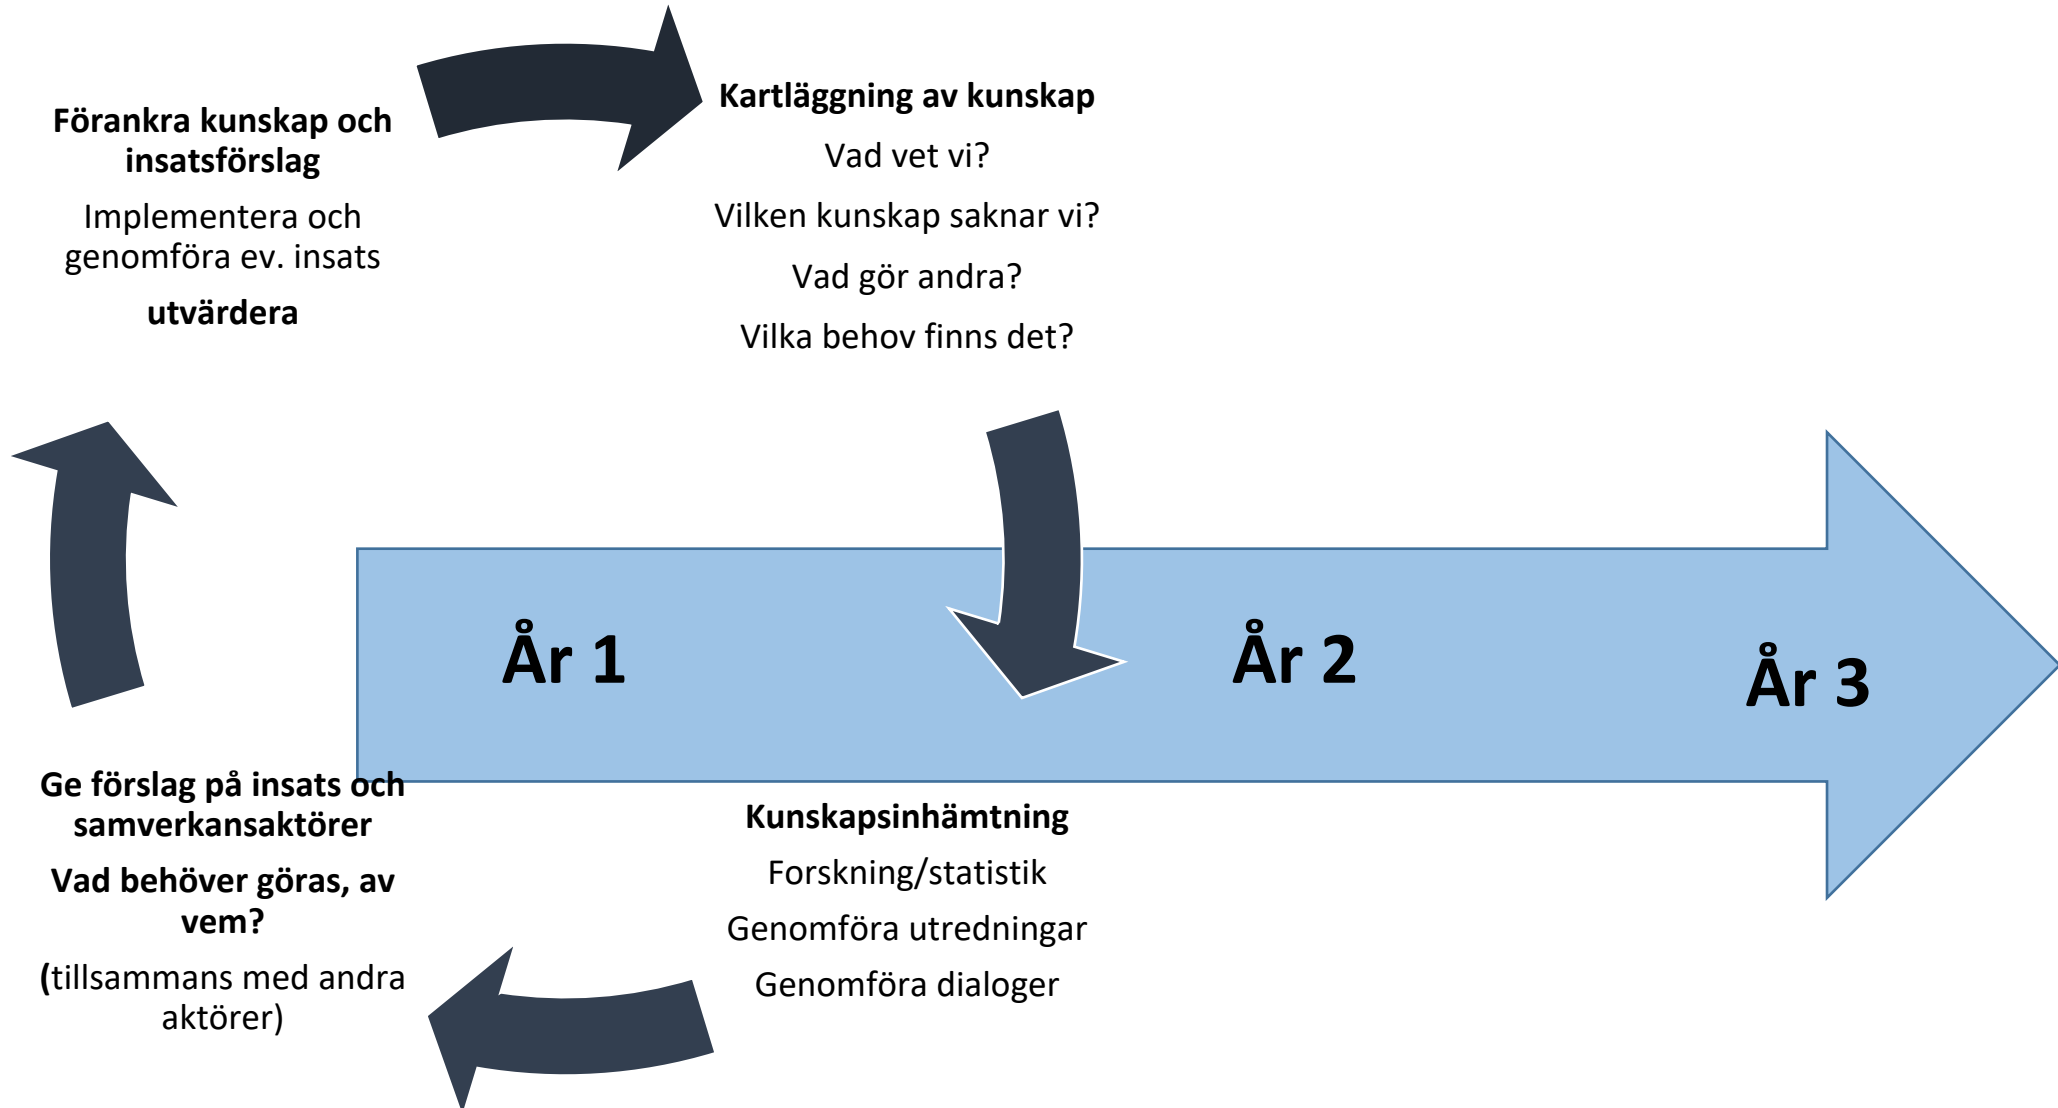 Förankra kunskap och
insatsförslag
Implementera och
genomföra ev. insats
utvärdera
Kartläggning av kunskap
Vad vet vi?
Vilken kunskap saknar vi?
Vad gör andra?
Vilka behov finns det?
År 1
År 2
År 3
Ge förslag på insats och
samverkansaktörer
Vad behöver göras, av
vem?
(tillsammans med andra
aktörer)
Kunskapsinhämtning
Forskning/statistik
Genomföra utredningar
Genomföra dialoger